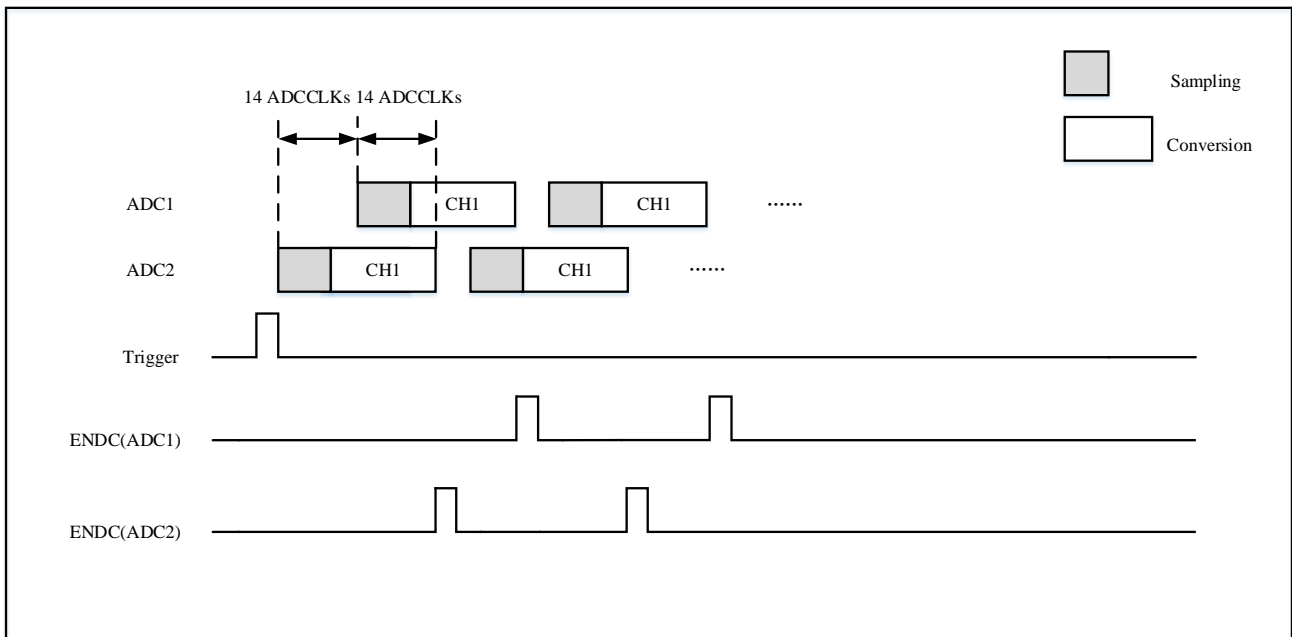 Sampling
14 ADCCLKs 14 ADCCLKs
Conversion
ADC1 CH1 CH1 ......
ADC2 CH1 CH1 ......
Trigger
ENDC(ADC1)
ENDC(ADC2)